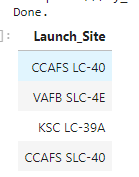 Done.
]:
Launch_Site
CCAFS LC-40
VAFB SLC-4E
KSC LC-39A
CCAFS SLC-40